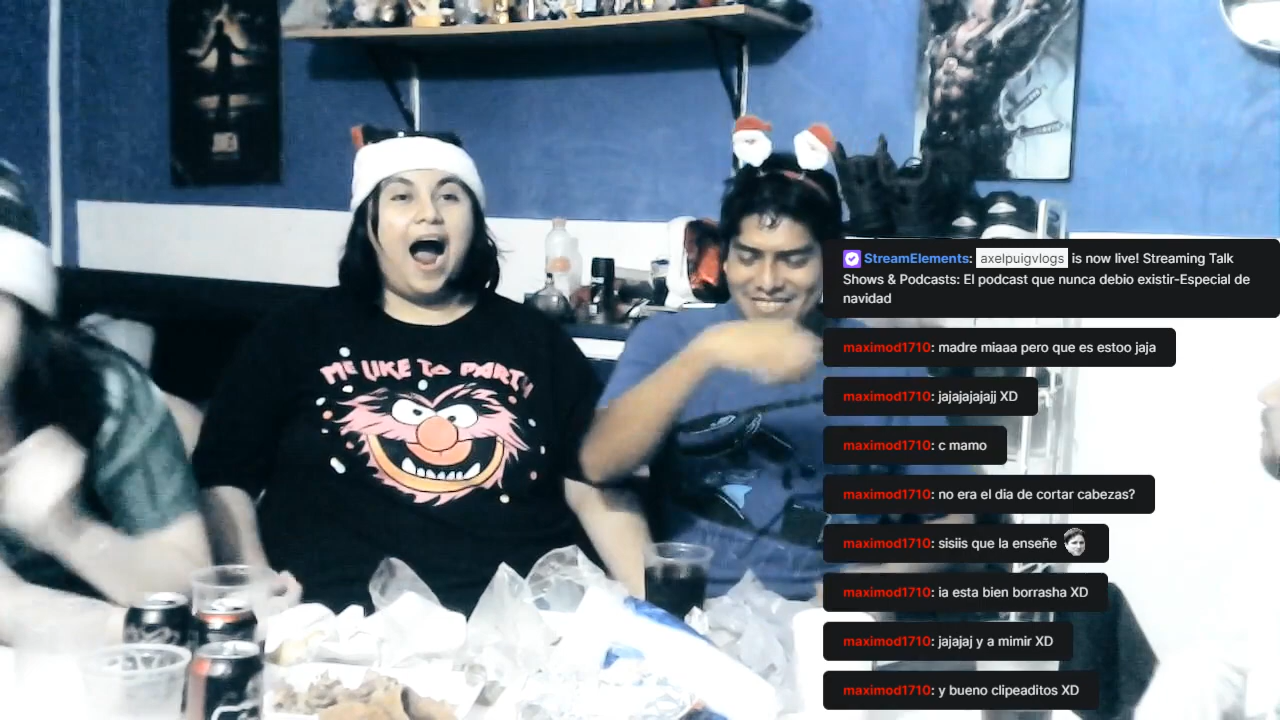 ME LIKE TO PARTY
StreamElements: axelpuigvlogs is now live! Streaming Talk
Shows & Podcasts: El podcast que nunca debio existir-Especial de
navidad
maximod1710: madre miaaa pero que es estoo jaja
maximod1710: jajajajajajj XD
maximod1710: c mamo
maximod1710: no era el dia de cortar cabezas?
maximod1710: sisiis que la enseñe
maximod1710: ia esta bien borrasha XD
maximod1710: jajajaj y a mimir XD
maximod1710: y bueno clipeaditos XD